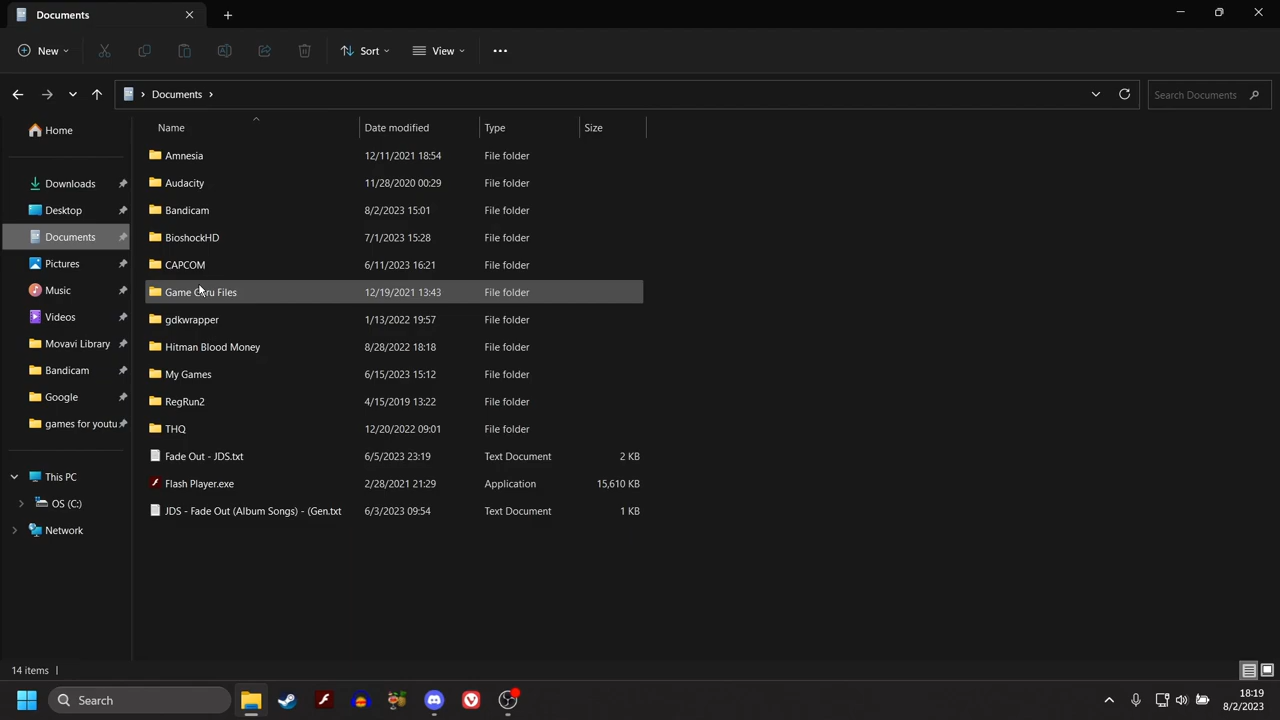 Documents
New
Sort
View
Documents
Search Documents
Name Date modified Type Size
Home
Downloads
Desktop
Documents
Pictures
Music
Videos
Movavi Library
Bandicam
Google
games for youtu
This PC
OS (C:)
Network
Amnesia 12/11/2021 18:54 File folder
Audacity 11/28/2020 00:29 File folder
Bandicam 8/2/2023 15:01 File folder
BioshockHD 7/1/2023 15:28 File folder
CAPCOM 6/11/2023 16:21 File folder
Game Files 12/19/2021 13:43 File folder
gdkwrapper 1/13/2022 19:57 File folder
Hitman Blood Money 8/28/2022 18:18 File folder
My Games 6/15/2023 15:12 File folder
RegRun2 4/15/2019 13:22 File folder
THQ 12/20/2022 09:01 File folder
Fade Out - JDS.txt 6/5/2023 23:19 Text Document 2 KB
Flash Player.exe 2/28/2021 21:29 Application 15,610 KB
JDS - Fade Out (Album Songs) - (Gen.txt 6/3/2023 09:54 Text Document 1 KB
14 items
Search
18:19
8/2/2023